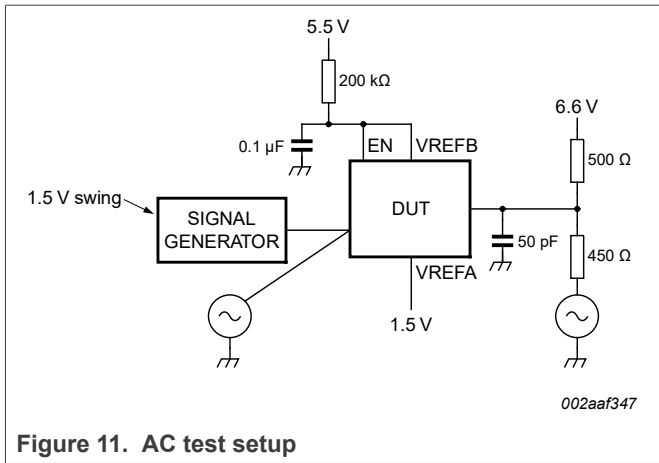 5.5 V
200 kΩ
6.6 V
0.1 μF
EN
VREFB
500 Ω
1.5 V swing
SIGNAL
GENERATOR
DUT
50 pF
450 Ω
VREFA
1.5 V
002aaf347
Figure 11. AC test setup